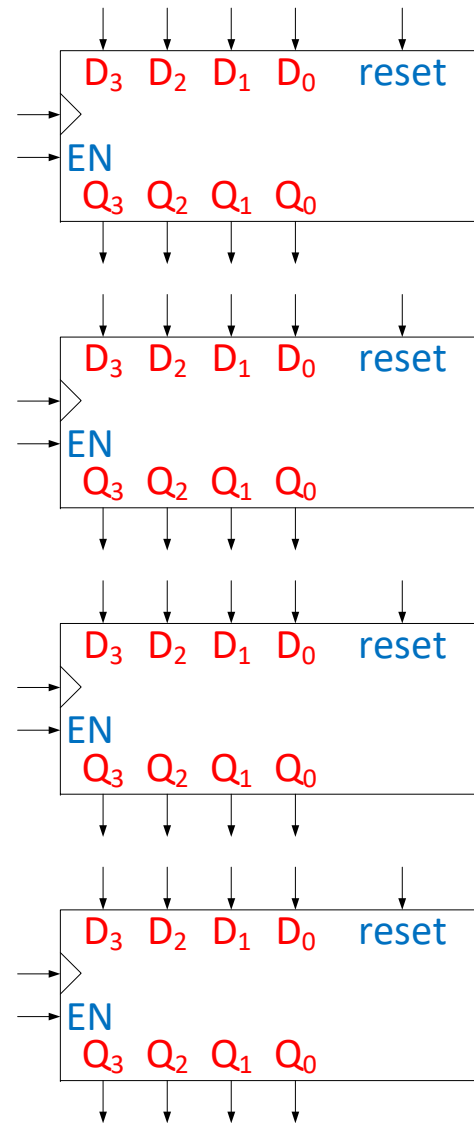 D₃ D₂ D₁ D₀ reset
EN
Q₃ Q₂ Q₁ Q₀
D₃ D₂ D₁ D₀ reset
EN
Q₃ Q₂ Q₁ Q₀
D₃ D₂ D₁ D₀ reset
EN
Q₃ Q₂ Q₁ Q₀
D₃ D₂ D₁ D₀ reset
EN
Q₃ Q₂ Q₁ Q₀